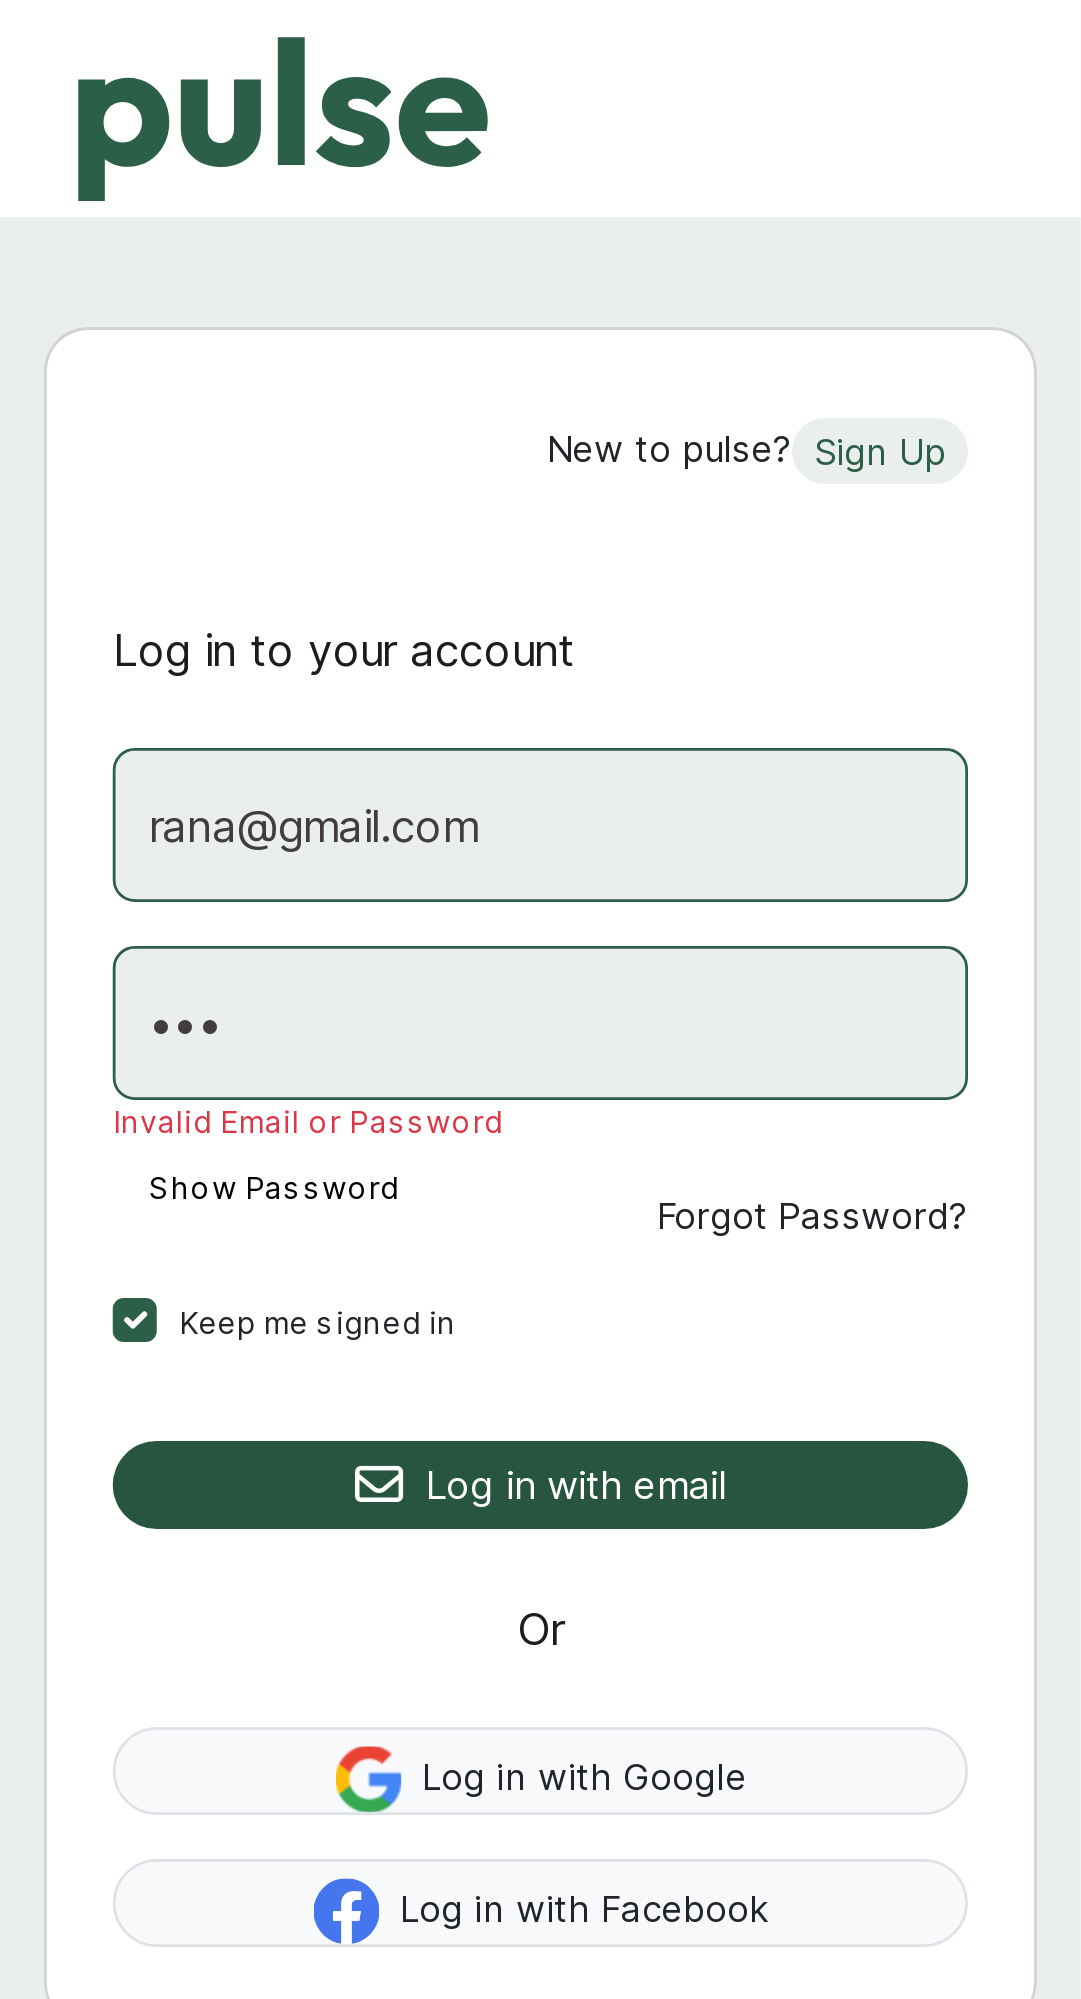 pulse
New to pulse? Sign Up
Log in to your account
rana@gmail.com
•••
Invalid Email or Password
Show Password
Forgot Password?
Keep me signed in
Log in with email
Or
Log in with Google
Log in with Facebook